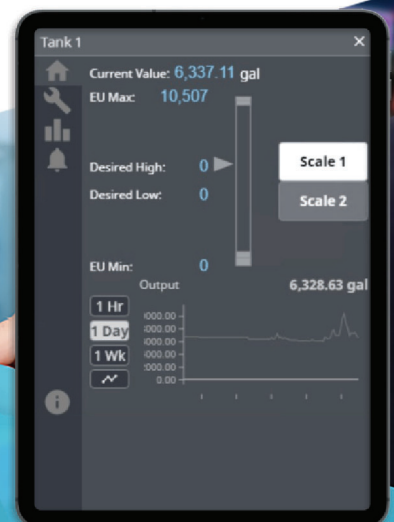 Tank 1
Current Value: 6,337.11 gal
EU Max: 10,507
Desired High: 0
Scale 1
Desired Low: 0
Scale 2
EU Min: 0
Output 6,328.63 gal
1 Hr
1 Day
1 Wk
0.00